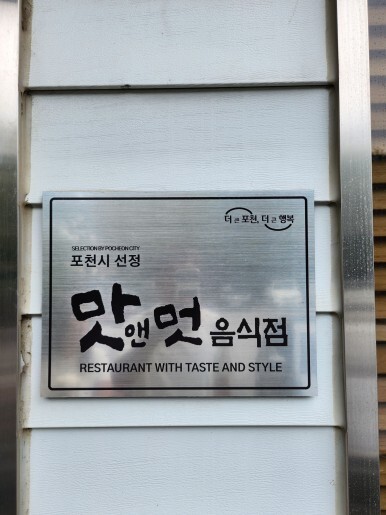 더 큰 포천, 더 큰 행복
SELECTION BY POCHEON CITY
포천시 선정
맛앤멋 음식점
RESTAURANT WITH TASTE AND STYLE